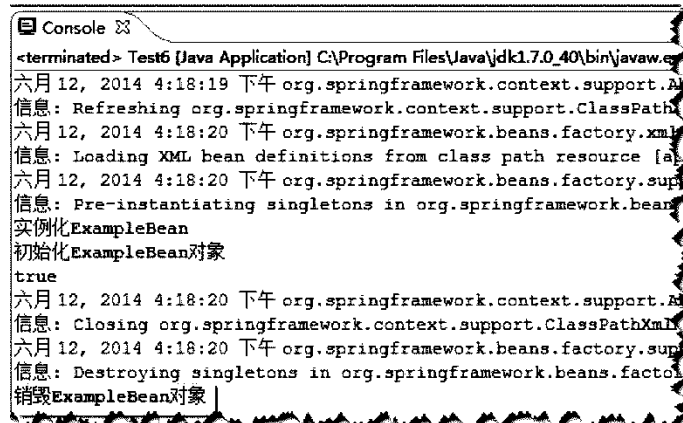 Console
<terminated> Test6 [Java Application] C:\Program Files\Java\jdk1.7.0_40\bin\javaw.e
六月 12, 2014 4:18:19 下午 org.springframework.context.support.A
信息: Refreshing org.springframework.context.support.ClassPath
六月 12, 2014 4:18:20 下午 org.springframework.beans.factory.xml
信息: Loading XML bean definitions from class path resource [a
六月 12, 2014 4:18:20 下午 org.springframework.beans.factory.sup
信息: Pre-instantiating singletons in org.springframework.bean
实例化ExampleBean
初始化ExampleBean对象
true
六月 12, 2014 4:18:20 下午 org.springframework.context.support.A
信息: Closing org.springframework.context.support.ClassPathXml
六月 12, 2014 4:18:20 下午 org.springframework.beans.factory.sup
信息: Destroying singletons in org.springframework.beans.facto
销毁ExampleBean对象